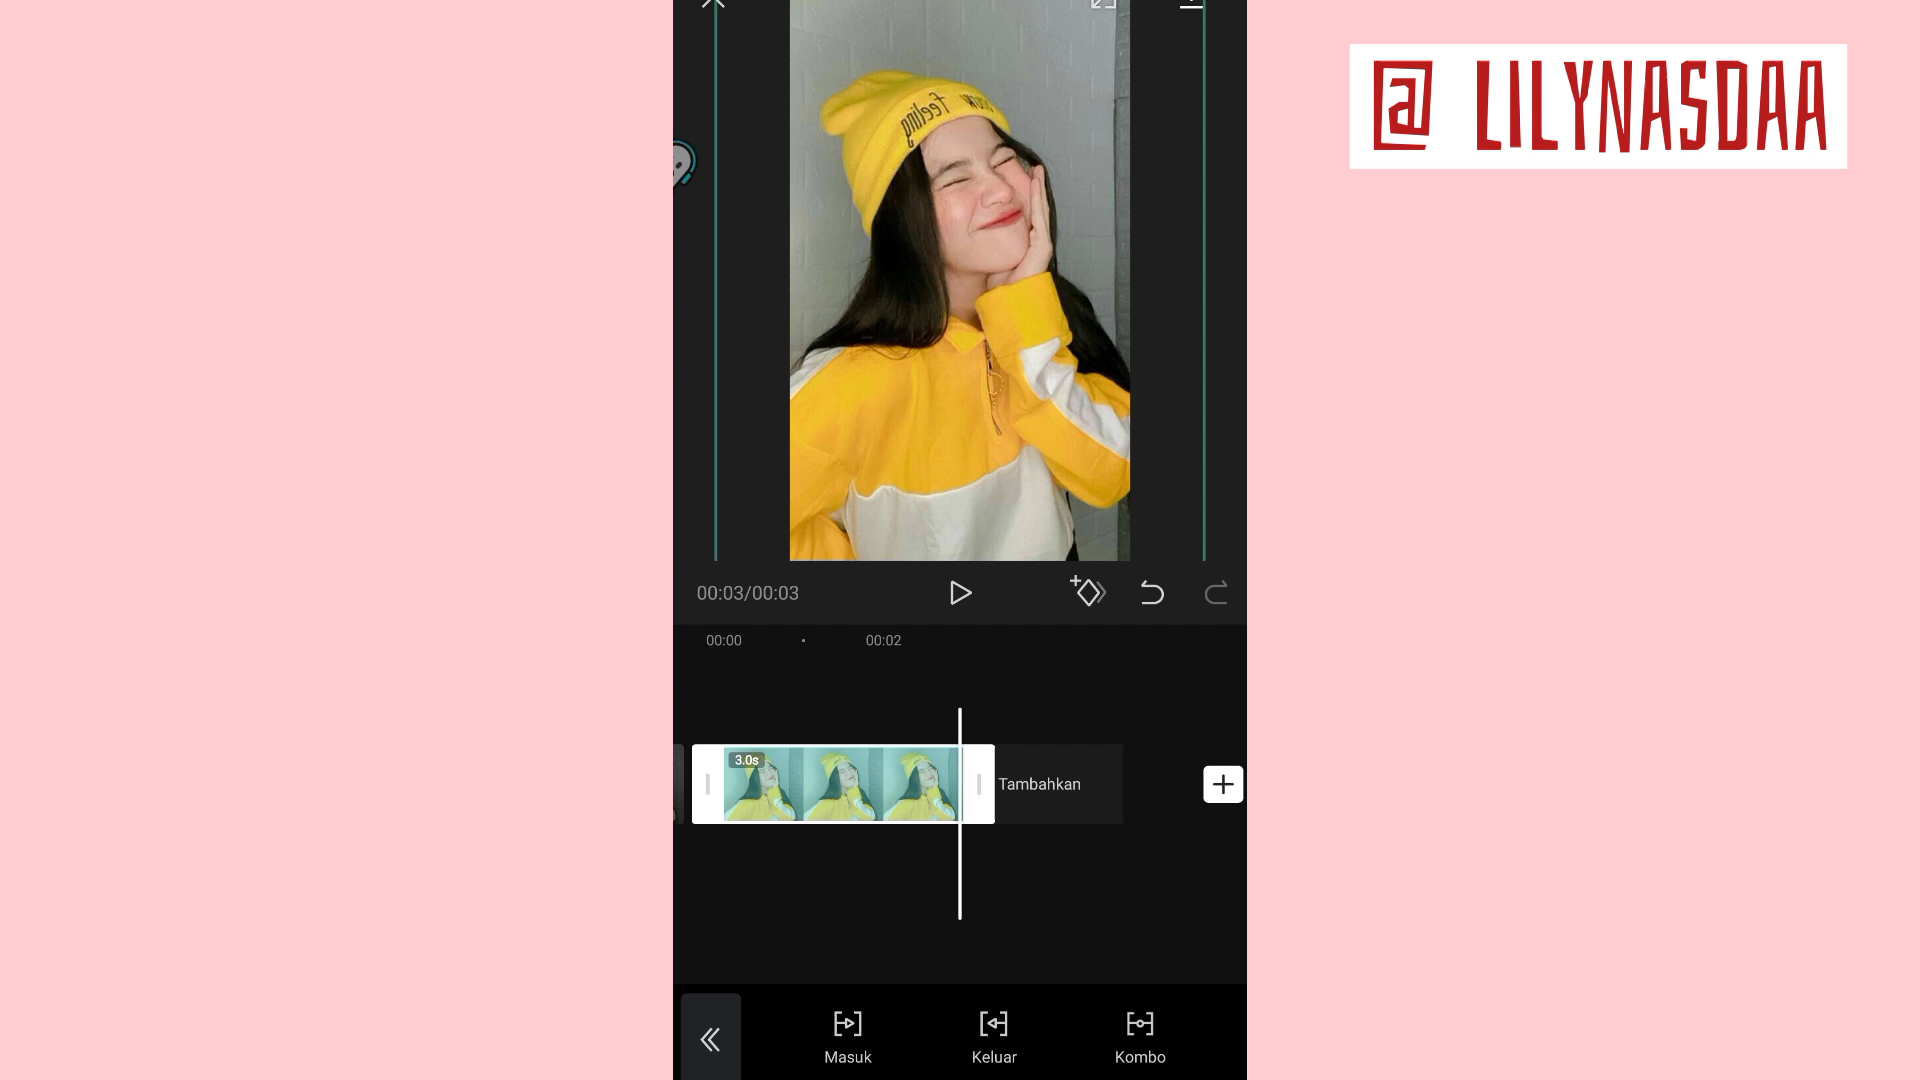 @ LILYNASDAA
feeling
00:03/00:03
00:00
00:02
3.0s
Tambahkan
Masuk
Keluar
Kombo